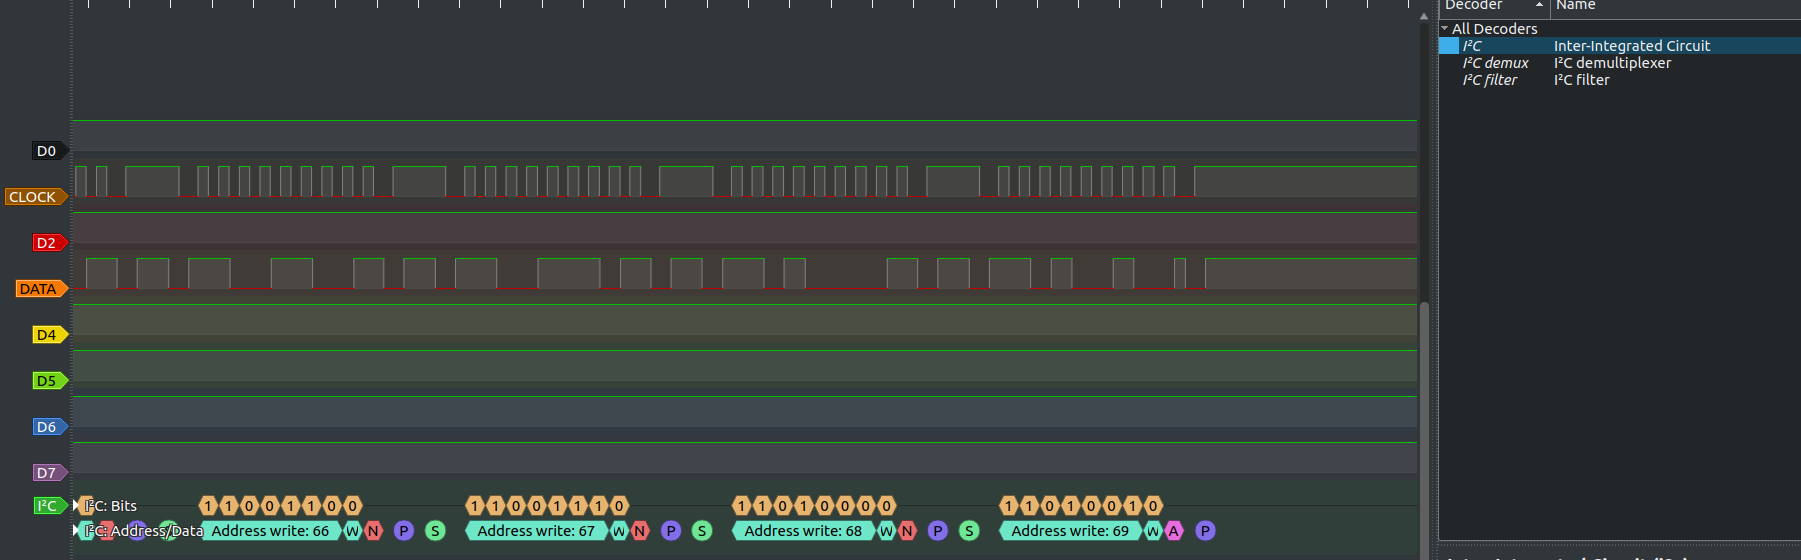 Decoder Name
All Decoders
I²C Inter-Integrated Circuit
I²C demux I²C demultiplexer
I²C filter I²C filter
D0
CLOCK
D2
DATA
D4
D5
D6
D7
I²C I²C: Bits 1 1 0 0 1 1 0 0 1 1 0 0 1 1 1 0 1 1 0 1 0 0 0 0 1 1 0 1 0 0 1 0
I²C: Address/Data Address write: 66 W N P S Address write: 67 W N P S Address write: 68 W N P S Address write: 69 W A P